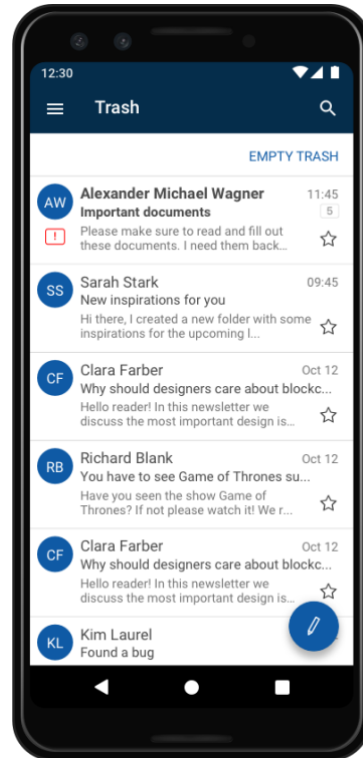 12:30
Trash
EMPTY TRASH
AW
Alexander Michael Wagner
11:45
Important documents
5
!
Please make sure to read and fill out
these documents. I need them back...
SS
Sarah Stark
09:45
New inspirations for you
Hi there, I created a new folder with some
inspirations for the upcoming l...
CF
Clara Farber
Oct 12
Why should designers care about blockc...
Hello reader! In this newsletter we
discuss the most important design is...
RB
Richard Blank
Oct 12
You have to see Game of Thrones su...
Have you seen the show Game of
Thrones? If not please watch it! We r...
CF
Clara Farber
Oct 12
Why should designers care about blockc...
Hello reader! In this newsletter we
discuss the most important design is...
KL
Kim Laurel
Found a bug